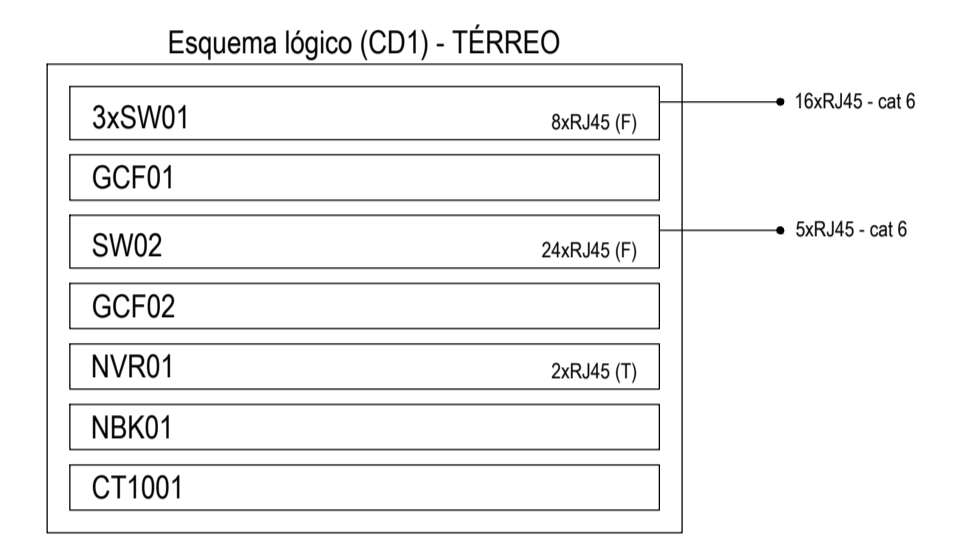 Esquema lógico (CD1) - TÉRREO
3xSW01 8xRJ45 (F) 16xRJ45 - cat 6
GCF01
SW02 24xRJ45 (F) 5xRJ45 - cat 6
GCF02
NVR01 2xRJ45 (T)
NBK01
CT1001